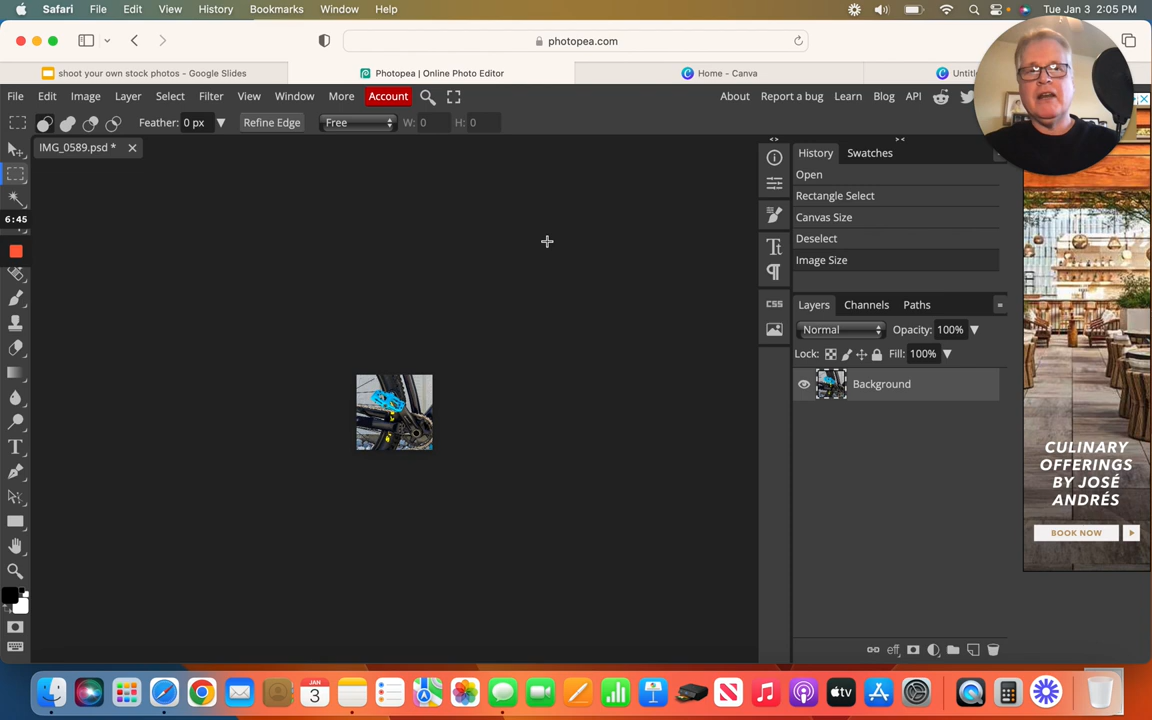 Safari File Edit View History Bookmarks Window Help Tue Jan 3 2:05 PM
photopea.com
shoot your own stock photos - Google Slides
Photopea | Online Photo Editor
Home - Canva
File Edit Image Layer Select Filter View Window More Account
About Report a bug Learn Blog API
Feather: 0 px Refine Edge Free W: 0 H: 0
IMG_0589.psd *
6:45
History Swatches
Open
Rectangle Select
Canvas Size
Deselect
Image Size
CSS
Layers Channels Paths
Normal Opacity: 100%
Lock: Fill: 100%
Background
eff
CULINARY
OFFERINGS
BY JOSÉ
ANDRÉS
BOOK NOW
JAN
3
tv